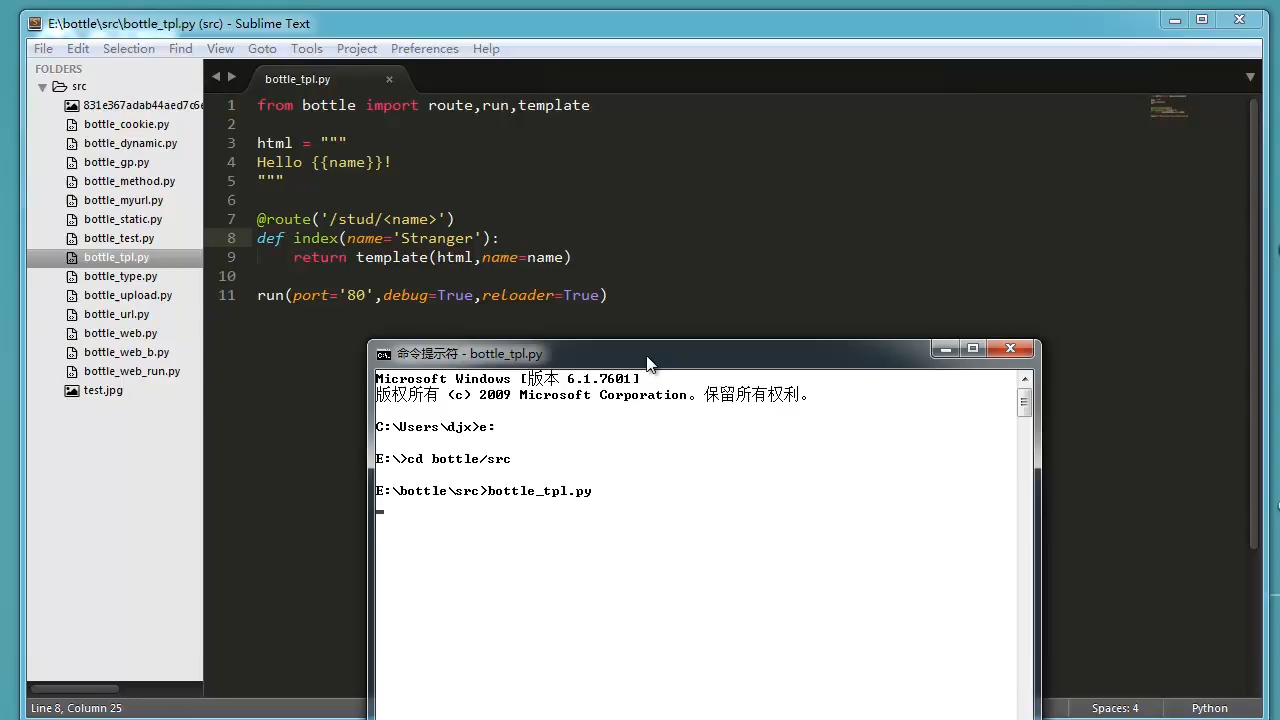 E:\bottle\src\bottle_tpl.py (src) - Sublime Text
File Edit Selection Find View Goto Tools Project Preferences Help
FOLDERS
src
831e367adab44aed7c6e
bottle_cookie.py
bottle_dynamic.py
bottle_gp.py
bottle_method.py
bottle_myurl.py
bottle_static.py
bottle_test.py
bottle_tpl.py
bottle_type.py
bottle_upload.py
bottle_url.py
bottle_web.py
bottle_web_b.py
bottle_web_run.py
test.jpg
bottle_tpl.py
1 from bottle import route,run,template
2
3 html = """
4 Hello {{name}}!
5 """
6
7 @route('/stud/<name>')
8 def index(name='Stranger'):
9 return template(html,name=name)
10
11 run(port='80',debug=True,reloader=True)
命令提示符 - bottle_tpl.py
Microsoft Windows [版本 6.1.7601]
版权所有 (c) 2009 Microsoft Corporation。保留所有权利。
C:\Users\djx>e:
E:\>cd bottle/src
E:\bottle\src>bottle_tpl.py
Line 8, Column 25
Spaces: 4
Python